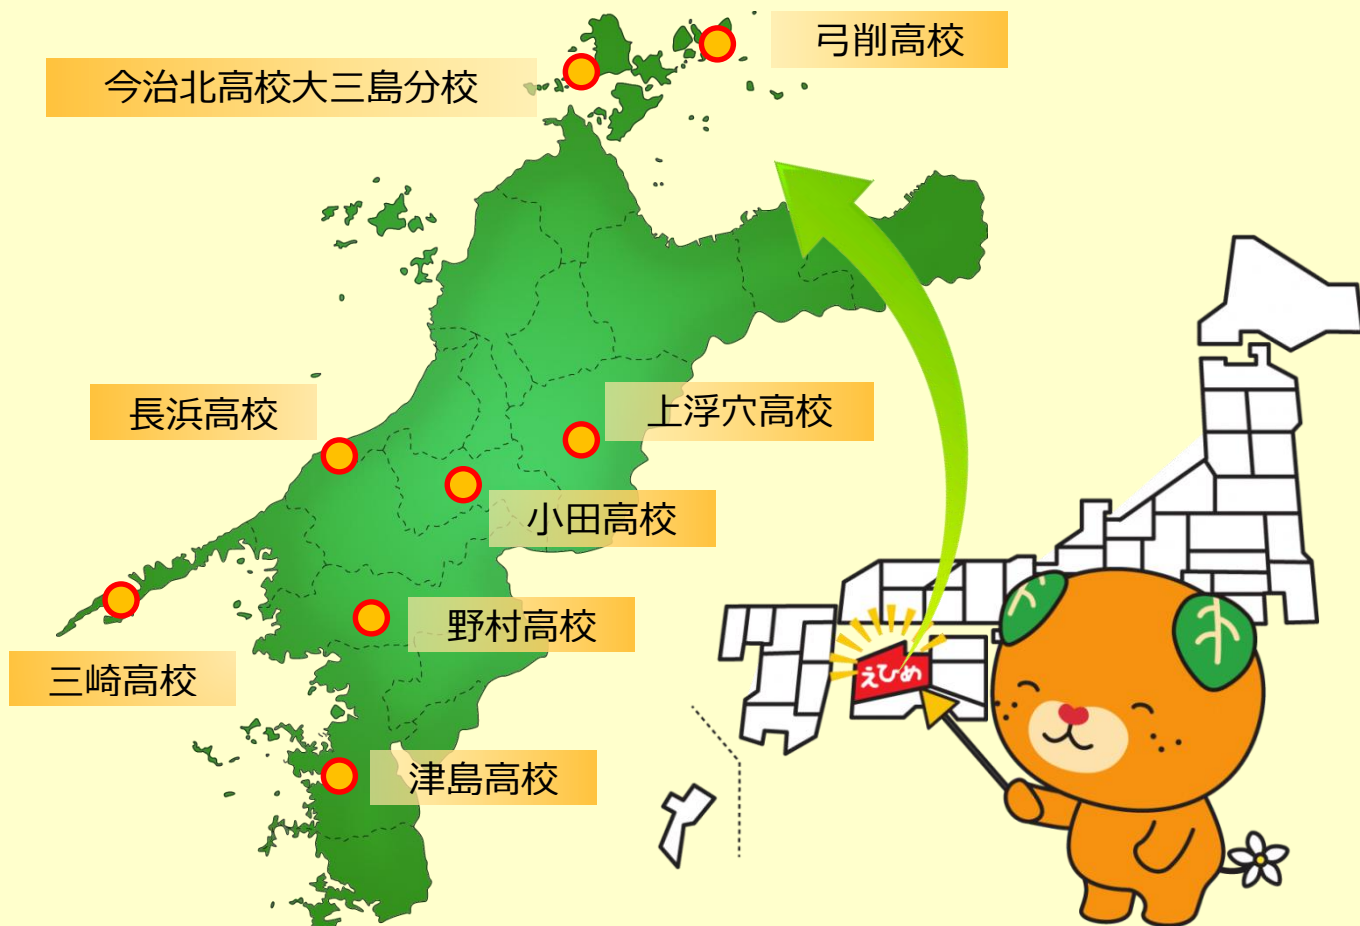 弓削高校
今治北高校大三島分校
長浜高校
上浮穴高校
小田高校
野村高校
三崎高校
えひめ
津島高校